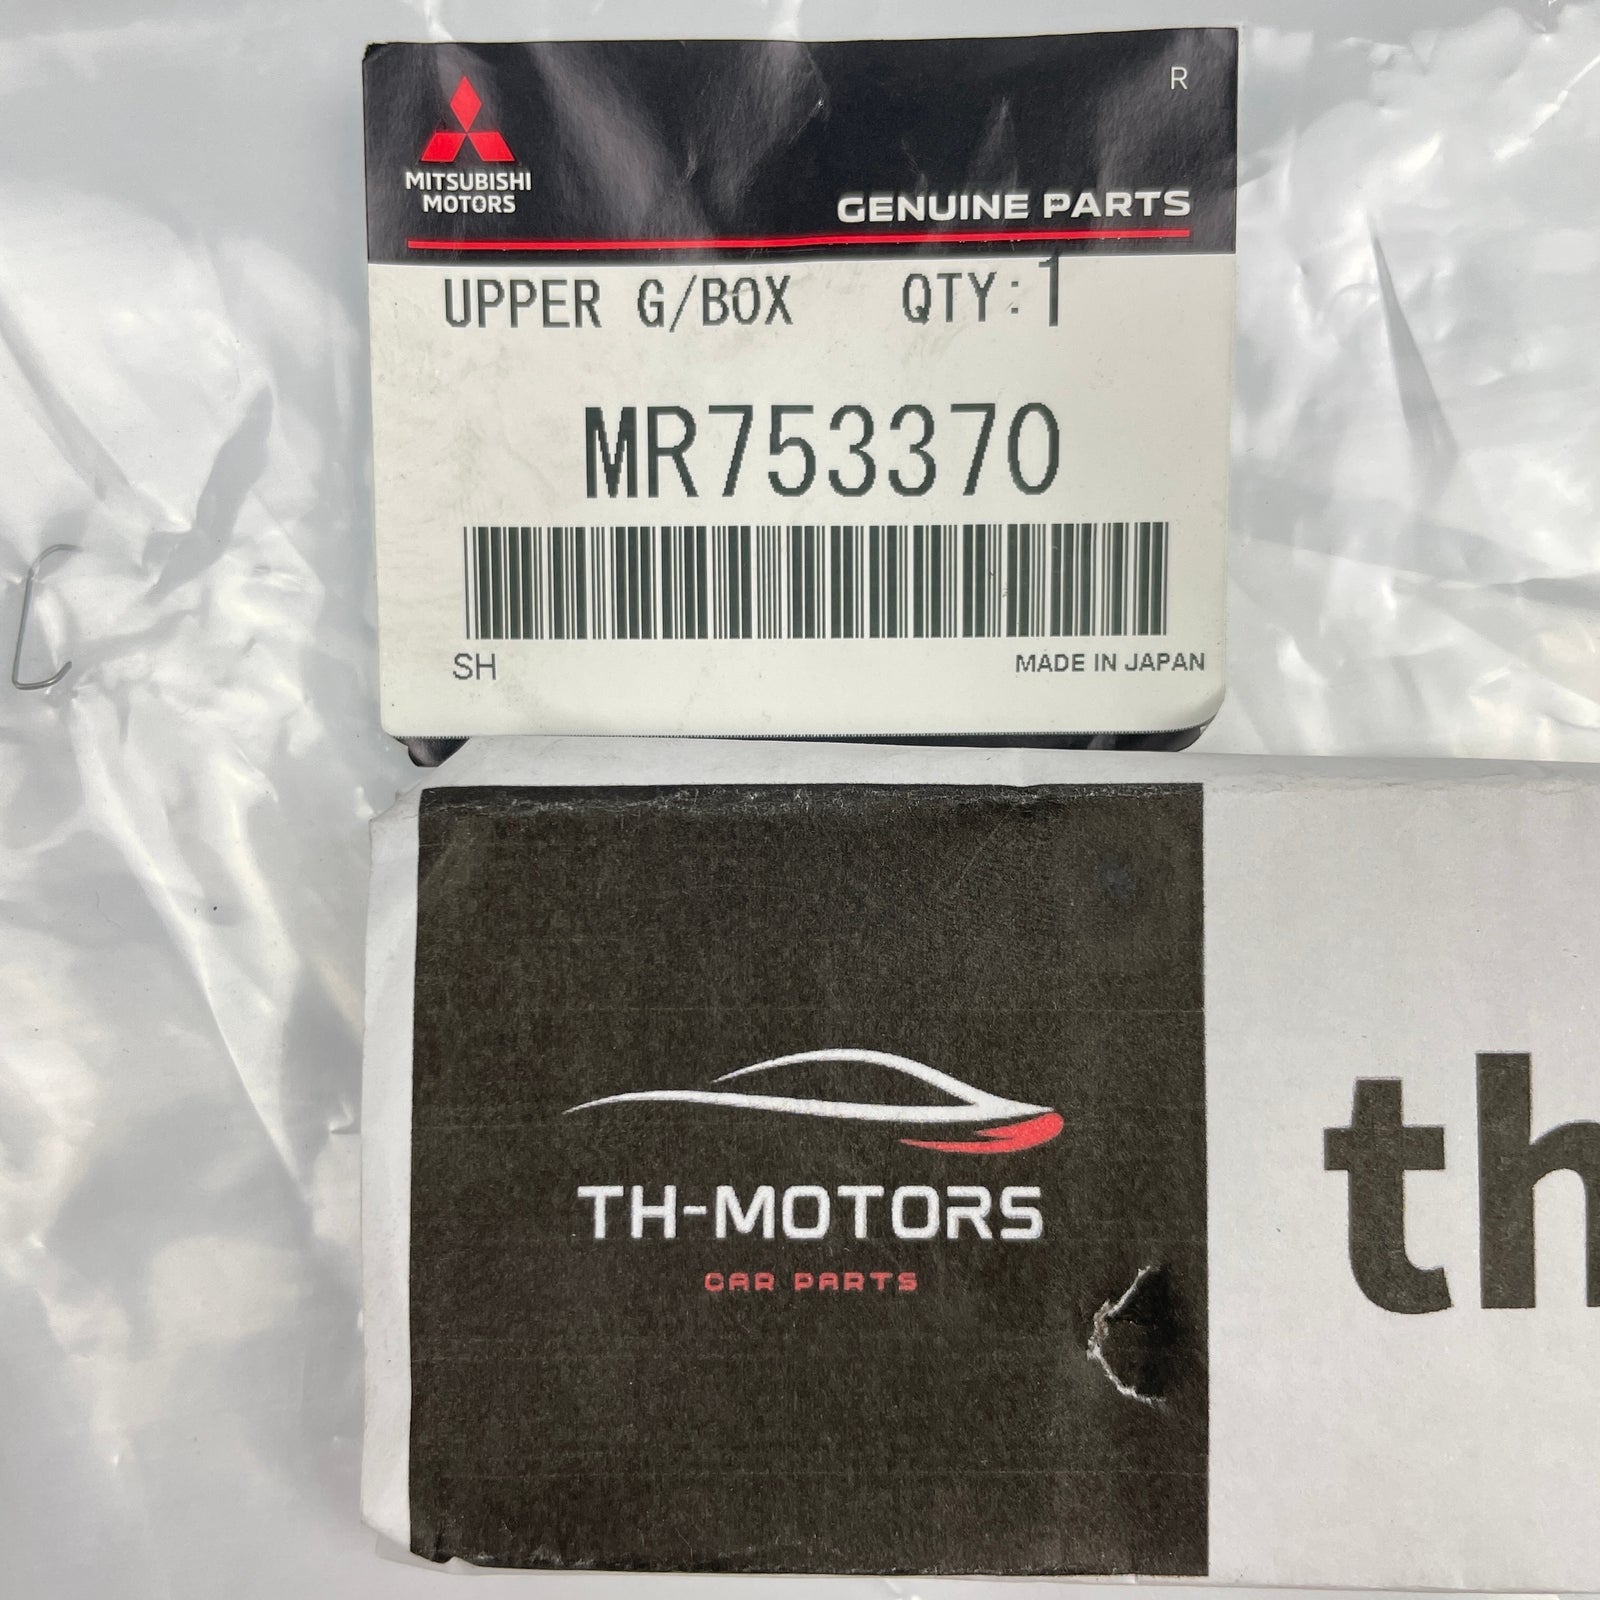 R
MITSUBISHI
MOTORS
GENUINE PARTS
UPPER G/BOX QTY:1
MR753370
SH MADE IN JAPAN
TH-MOTORS
CAR PARTS
th